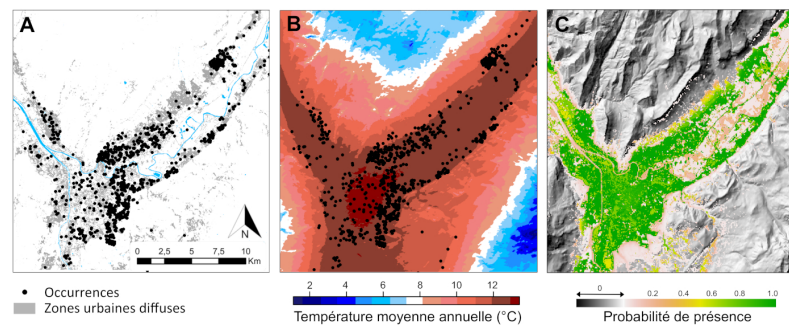 A
B
C
N
0 2,5 5 7,5 10
Km
Occurrences
Zones urbaines diffuses
2 4 6 8 10 12
Température moyenne annuelle (°C)
0 0.2 0.4 0.6 0.8 1.0
Probabilité de présence